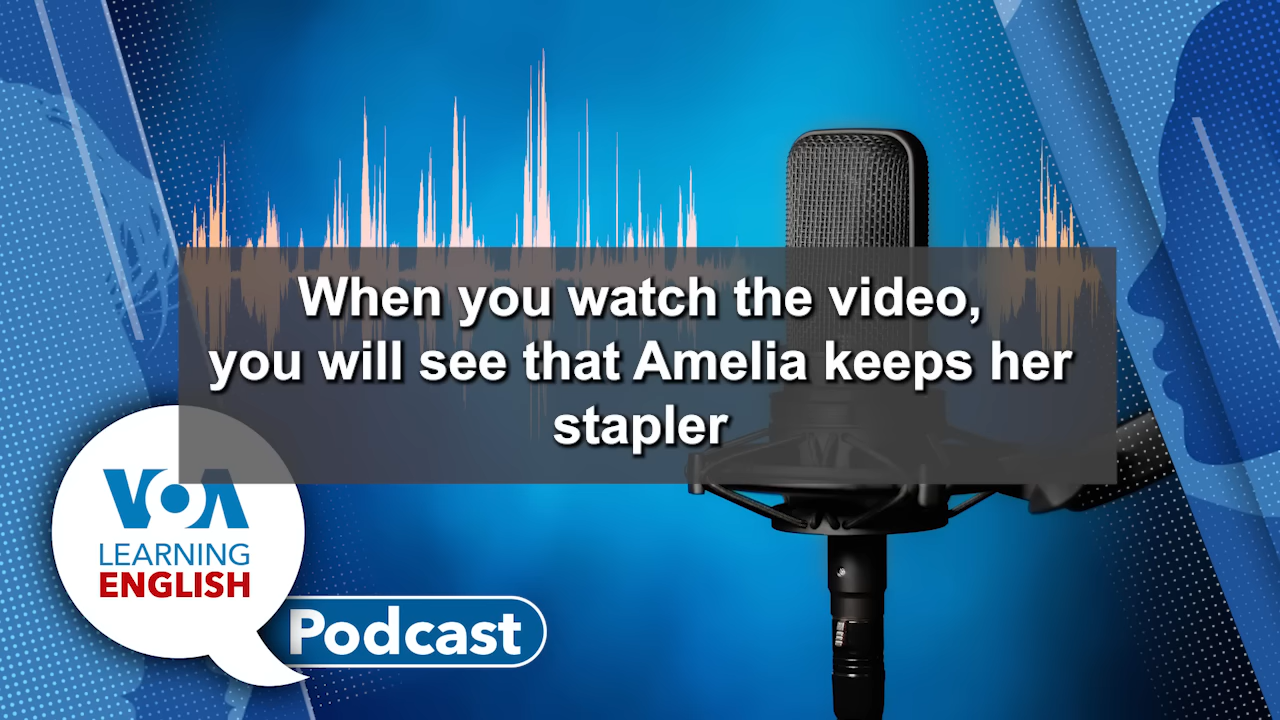 When you watch the video,
you will see that Amelia keeps her
stapler
VOA
LEARNING
ENGLISH
Podcast